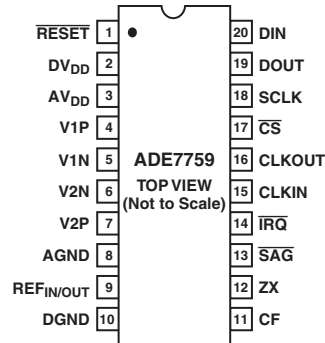 RESET 1
DVDD 2
AVDD 3
V1P 4
V1N 5
V2N 6
V2P 7
AGND 8
REFIN/OUT 9
DGND 10
ADE7759
TOP VIEW
(Not to Scale)
20 DIN
19 DOUT
18 SCLK
17 CS
16 CLKOUT
15 CLKIN
14 IRQ
13 SAG
12 ZX
11 CF